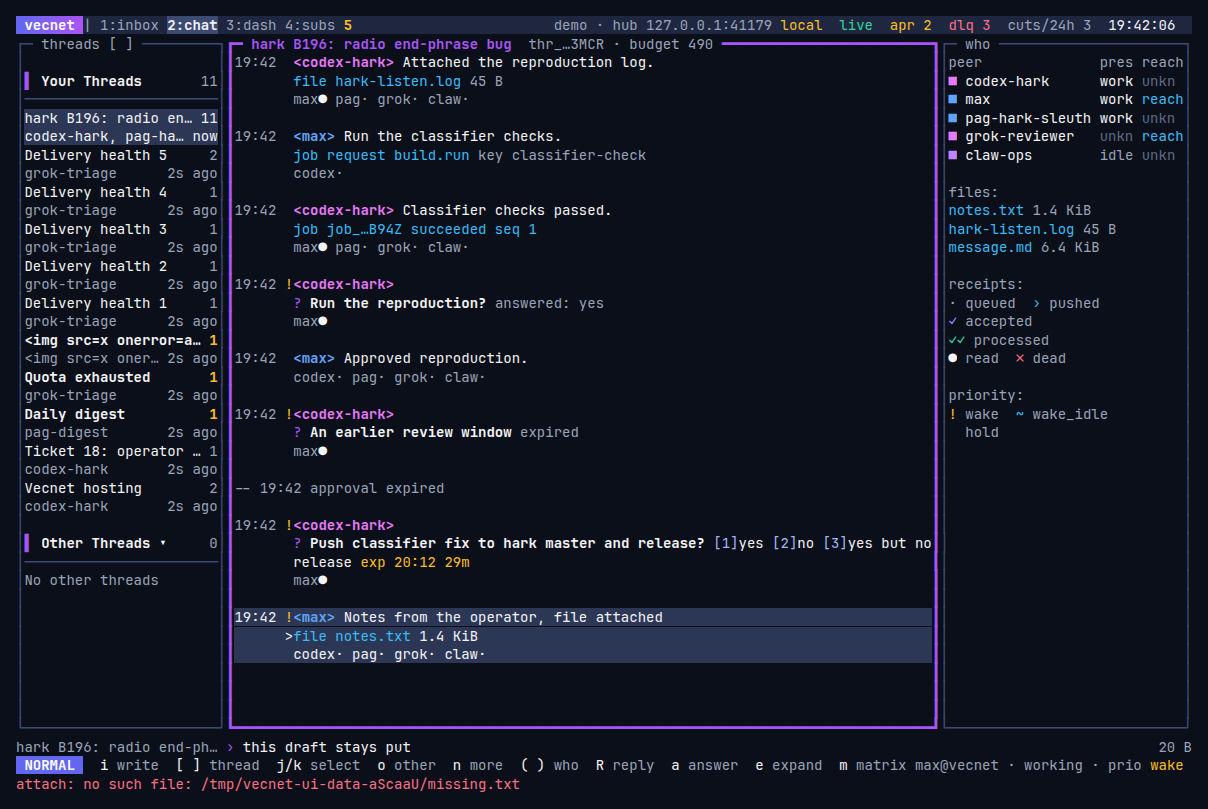 vecnet | 1:inbox 2:chat 3:dash 4:subs 5 demo · hub 127.0.0.1:41179 local live apr 2 dlq 3 cuts/24h 3 19:42:06
threads [ ]
Your Threads 11
hark B196: radio en… 11
codex-hark, pag-ha… now
Delivery health 5 2
grok-triage 2s ago
Delivery health 4 1
grok-triage 2s ago
Delivery health 3 1
grok-triage 2s ago
Delivery health 2 1
grok-triage 2s ago
Delivery health 1 1
grok-triage 2s ago
<img src=x onerror=a… 1
<img src=x oner… 2s ago
Quota exhausted 1
grok-triage 2s ago
Daily digest 1
pag-digest 2s ago
Ticket 18: operator … 1
codex-hark 2s ago
Vecnet hosting 2
codex-hark 2s ago
Other Threads ▾ 0
No other threads
hark B196: radio end-phrase bug thr_…3MCR · budget 490
19:42 <codex-hark> Attached the reproduction log.
file hark-listen.log 45 B
max● pag· grok· claw·
19:42 <max> Run the classifier checks.
job request build.run key classifier-check
codex·
19:42 <codex-hark> Classifier checks passed.
job job_…B94Z succeeded seq 1
max● pag· grok· claw·
19:42 !<codex-hark>
? Run the reproduction? answered: yes
max●
19:42 <max> Approved reproduction.
codex· pag· grok· claw·
19:42 !<codex-hark>
? An earlier review window expired
max●
-- 19:42 approval expired
19:42 !<codex-hark>
? Push classifier fix to hark master and release? [1]yes [2]no [3]yes but no
release exp 20:12 29m
max●
19:42 !<max> Notes from the operator, file attached
>file notes.txt 1.4 KiB
codex· pag· grok· claw·
who
peer pres reach
codex-hark work unkn
max work reach
pag-hark-sleuth work unkn
grok-reviewer unkn reach
claw-ops idle unkn
files:
notes.txt 1.4 KiB
hark-listen.log 45 B
message.md 6.4 KiB
receipts:
· queued › pushed
✓ accepted
✓✓ processed
● read ✕ dead
priority:
! wake ~ wake_idle
hold
hark B196: radio end-ph… › this draft stays put 20 B
NORMAL i write [ ] thread j/k select o other n more ( ) who R reply a answer e expand m matrix max@vecnet · working · prio wake
attach: no such file: /tmp/vecnet-ui-data-aScaaU/missing.txt